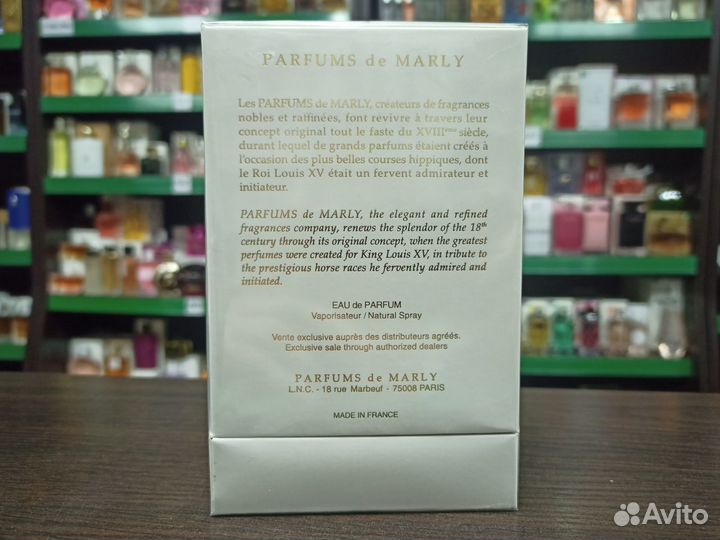 PARFUMS de MARLY
Les PARFUMS de MARLY, créateurs de fragrances
nobles et raffinées, font revivre à travers leur
concept original tout le faste du XVIIIème siècle,
durant lequel de grands parfums étaient créés à
l'occasion des plus belles courses hippiques, dont
le Roi Louis XV était un fervent admirateur et
initiateur.
PARFUMS de MARLY, the elegant and refined
fragrances company, renews the splendor of the 18th
century through its original concept, when the greatest
perfumes were created for King Louis XV, in tribute to
the prestigious horse races he fervently admired and
initiated.
EAU de PARFUM
Vaporisateur / Natural Spray
Vente exclusive auprès des distributeurs agréés.
Exclusive sale through authorized dealers
PARFUMS de MARLY
L.N.C. - 18 rue Marbeuf - 75008 PARIS
MADE IN FRANCE
Avito